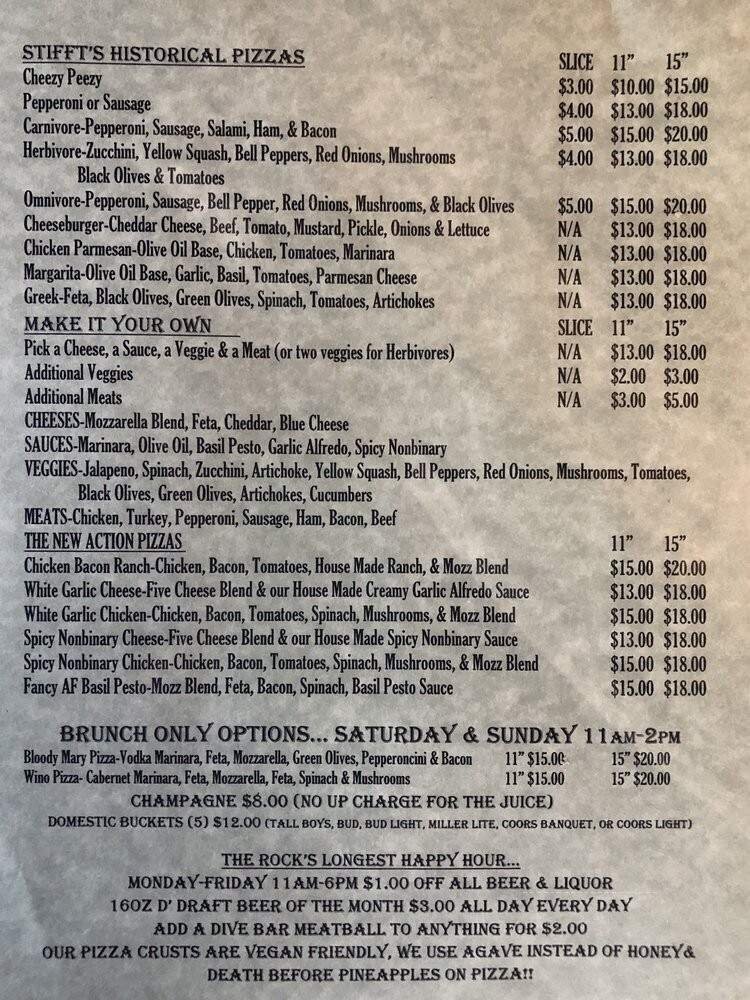 STIFFT'S HISTORICAL PIZZAS SLICE 11" 15"
Cheezy Peezy $3.00 $10.00 $15.00
Pepperoni or Sausage $4.00 $13.00 $18.00
Carnivore-Pepperoni, Sausage, Salami, Ham, & Bacon $5.00 $15.00 $20.00
Herbivore-Zucchini, Yellow Squash, Bell Peppers, Red Onions, Mushrooms $4.00 $13.00 $18.00
Black Olives & Tomatoes
Omnivore-Pepperoni, Sausage, Bell Pepper, Red Onions, Mushrooms, & Black Olives $5.00 $15.00 $20.00
Cheeseburger-Cheddar Cheese, Beef, Tomato, Mustard, Pickle, Onions & Lettuce N/A $13.00 $18.00
Chicken Parmesan-Olive Oil Base, Chicken, Tomatoes, Marinara N/A $13.00 $18.00
Margarita-Olive Oil Base, Garlic, Basil, Tomatoes, Parmesan Cheese N/A $13.00 $18.00
Greek-Feta, Black Olives, Green Olives, Spinach, Tomatoes, Artichokes N/A $13.00 $18.00
MAKE IT YOUR OWN SLICE 11" 15"
Pick a Cheese, a Sauce, a Veggie & a Meat (or two veggies for Herbivores) N/A $13.00 $18.00
Additional Veggies N/A $2.00 $3.00
Additional Meats N/A $3.00 $5.00
CHEESES-Mozzarella Blend, Feta, Cheddar, Blue Cheese
SAUCES-Marinara, Olive Oil, Basil Pesto, Garlic Alfredo, Spicy Nonbinary
VEGGIES-Jalapeno, Spinach, Zucchini, Artichoke, Yellow Squash, Bell Peppers, Red Onions, Mushrooms, Tomatoes,
Black Olives, Green Olives, Artichokes, Cucumbers
MEATS-Chicken, Turkey, Pepperoni, Sausage, Ham, Bacon, Beef
THE NEW ACTION PIZZAS 11" 15"
Chicken Bacon Ranch-Chicken, Bacon, Tomatoes, House Made Ranch, & Mozz Blend $15.00 $20.00
White Garlic Cheese-Five Cheese Blend & our House Made Creamy Garlic Alfredo Sauce $13.00 $18.00
White Garlic Chicken-Chicken, Bacon, Tomatoes, Spinach, Mushrooms, & Mozz Blend $15.00 $18.00
Spicy Nonbinary Cheese-Five Cheese Blend & our House Made Spicy Nonbinary Sauce $13.00 $18.00
Spicy Nonbinary Chicken-Chicken, Bacon, Tomatoes, Spinach, Mushrooms, & Mozz Blend $15.00 $18.00
Fancy AF Basil Pesto-Mozz Blend, Feta, Bacon, Spinach, Basil Pesto Sauce $15.00 $18.00
BRUNCH ONLY OPTIONS... SATURDAY & SUNDAY 11AM-2PM
Bloody Mary Pizza-Vodka Marinara, Feta, Mozzarella, Green Olives, Pepperoncini & Bacon 11" $15.00 15" $20.00
Wino Pizza- Cabernet Marinara, Feta, Mozzarella, Feta, Spinach & Mushrooms 11" $15.00 15" $20.00
CHAMPAGNE $8.00 (NO UP CHARGE FOR THE JUICE)
DOMESTIC BUCKETS (5) $12.00 (TALL BOYS, BUD, BUD LIGHT, MILLER LITE, COORS BANQUET, OR COORS LIGHT)
THE ROCK'S LONGEST HAPPY HOUR...
MONDAY-FRIDAY 11AM-6PM $1.00 OFF ALL BEER & LIQUOR
16OZ D' DRAFT BEER OF THE MONTH $3.00 ALL DAY EVERY DAY
ADD A DIVE BAR MEATBALL TO ANYTHING FOR $2.00
OUR PIZZA CRUSTS ARE VEGAN FRIENDLY, WE USE AGAVE INSTEAD OF HONEY&
DEATH BEFORE PINEAPPLES ON PIZZA!!